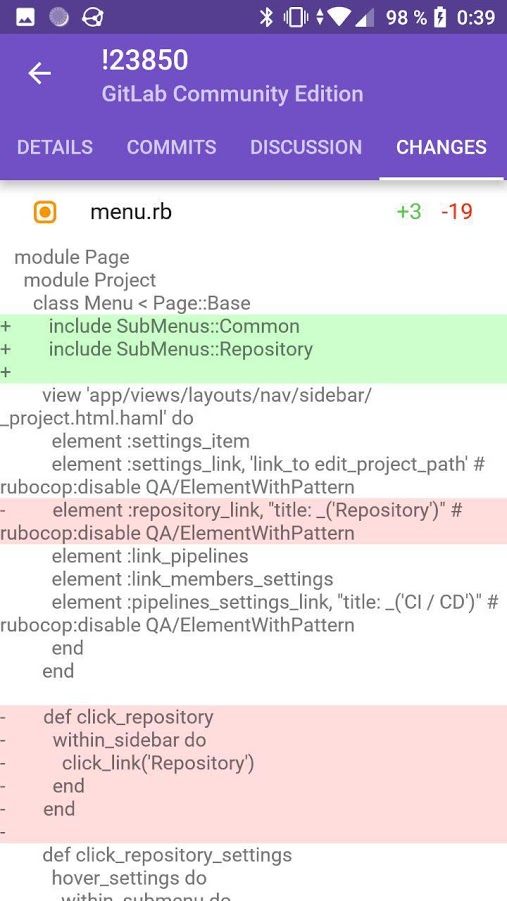 98 % 0:39
!23850
GitLab Community Edition
DETAILS COMMITS DISCUSSION CHANGES
menu.rb +3 -19
module Page
module Project
class Menu < Page::Base
+ include SubMenus::Common
+ include SubMenus::Repository
+
view 'app/views/layouts/nav/sidebar/
_project.html.haml' do
element :settings_item
element :settings_link, 'link_to edit_project_path' #
rubocop:disable QA/ElementWithPattern
- element :repository_link, "title: _('Repository')" #
rubocop:disable QA/ElementWithPattern
element :link_pipelines
element :link_members_settings
element :pipelines_settings_link, "title: _('CI / CD')" #
rubocop:disable QA/ElementWithPattern
end
end
- def click_repository
- within_sidebar do
- click_link('Repository')
- end
- end
-
def click_repository_settings
hover_settings do
within_submenu do